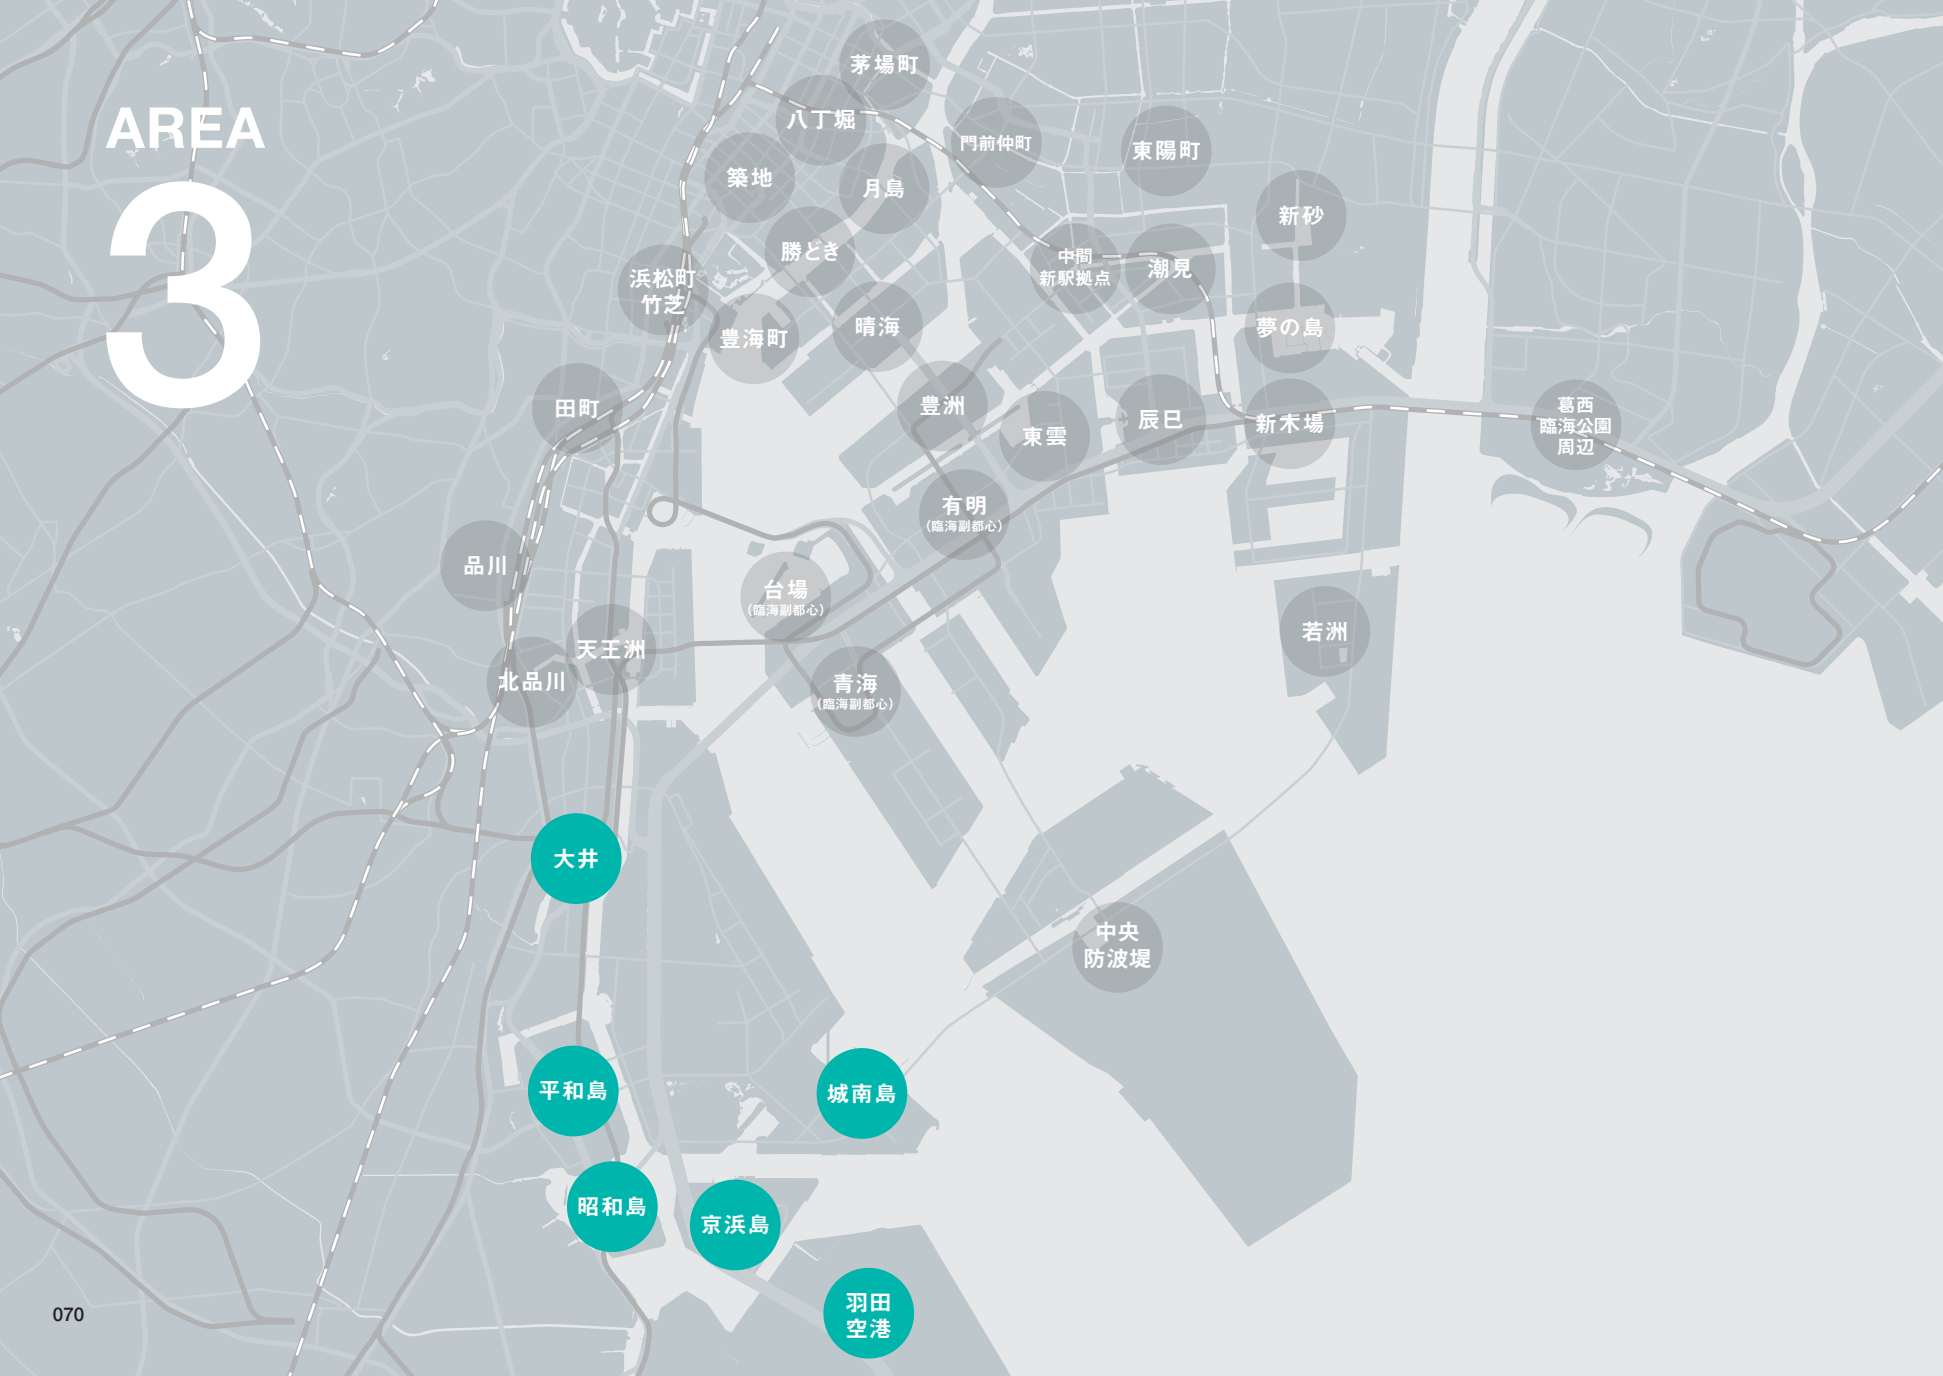 AREA
3
茅場町
八丁堀
門前仲町
東陽町
築地
月島
新砂
勝どき
浜松町
竹芝
中間
新駅拠点
潮見
豊海町
晴海
夢の島
田町
豊洲
東雲
辰巳
新木場
葛西
臨海公園
周辺
有明
(臨海副都心)
品川
台場
(臨海副都心)
天王洲
若洲
北品川
青海
(臨海副都心)
大井
中央
防波堤
平和島
城南島
昭和島
京浜島
羽田
空港
070